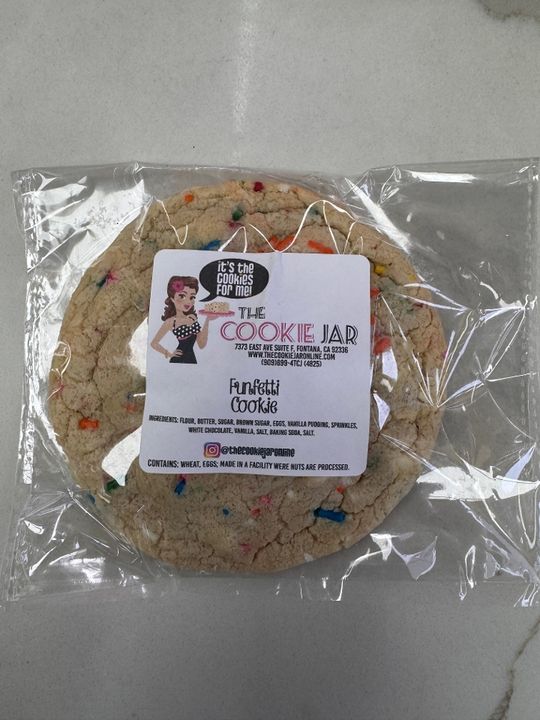 it's the
cookies
for me!
THE
COOKIE JAR
7373 EAST AVE SUITE F, FONTANA, CA 92336
WWW.THECOOKIEJARONLINE.COM
(909)699-4TCJ (4825)
Funfetti
Cookie
INGREDIENTS: FLOUR, BUTTER, SUGAR, BROWN SUGAR, EGGS, VANILLA PUDDING, SPRINKLES,
WHITE CHOCOLATE, VANILLA, SALT, BAKING SODA, SALT.
@thecookiejaronline
CONTAINS: WHEAT, EGGS; MADE IN A FACILITY WERE NUTS ARE PROCESSED.